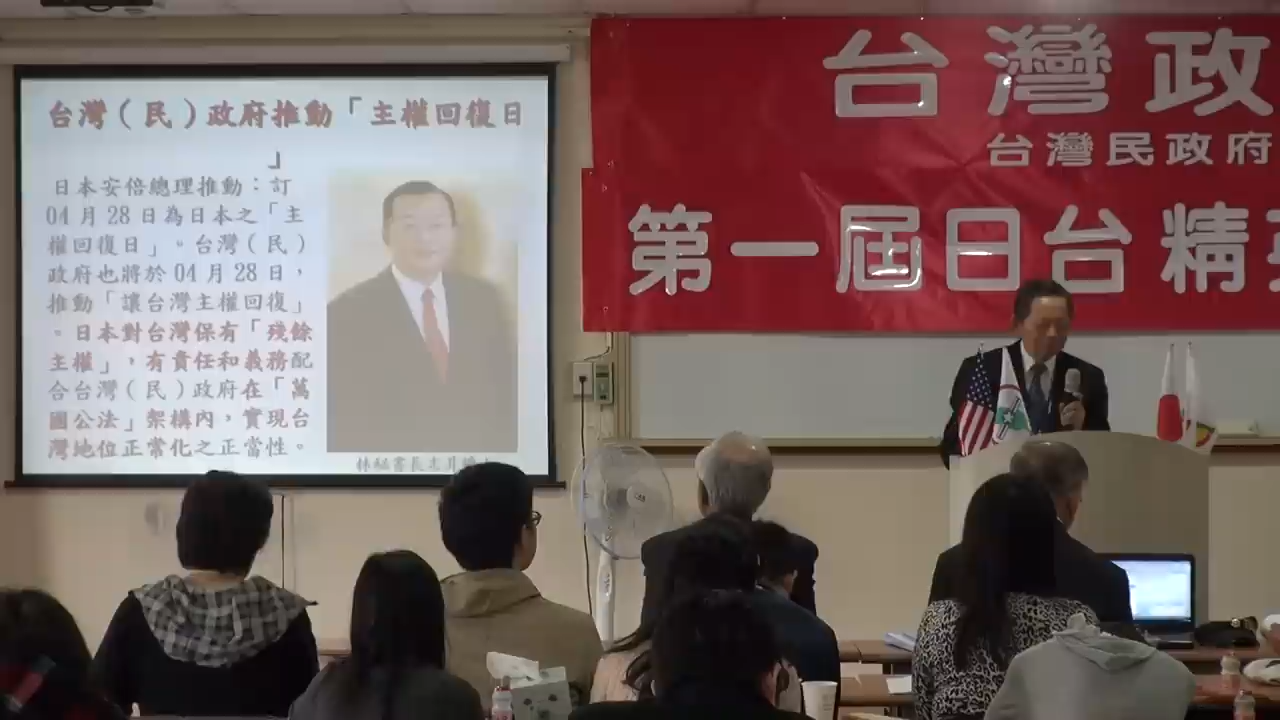 台灣（民）政府推動「主權回復日
」
日本安倍總理推動：訂
04月28日為日本之「主
權回復日」。台灣（民）
政府也將於04月28日，
推動「讓台灣主權回復」
。日本對台灣保有「殘餘
主權」，有責任和義務配
合台灣（民）政府在「萬
國公法」架構內，實現台
灣地位正常化之正當性。
林秘書長志昇
台灣政
台灣民政府
第一屆日台精